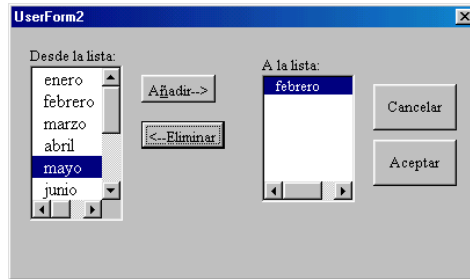 UserForm2
Desde la lista:
enero
febrero
marzo
abril
mayo
junio
Añadir-->
<--Eliminar
A la lista:
febrero
Cancelar
Aceptar